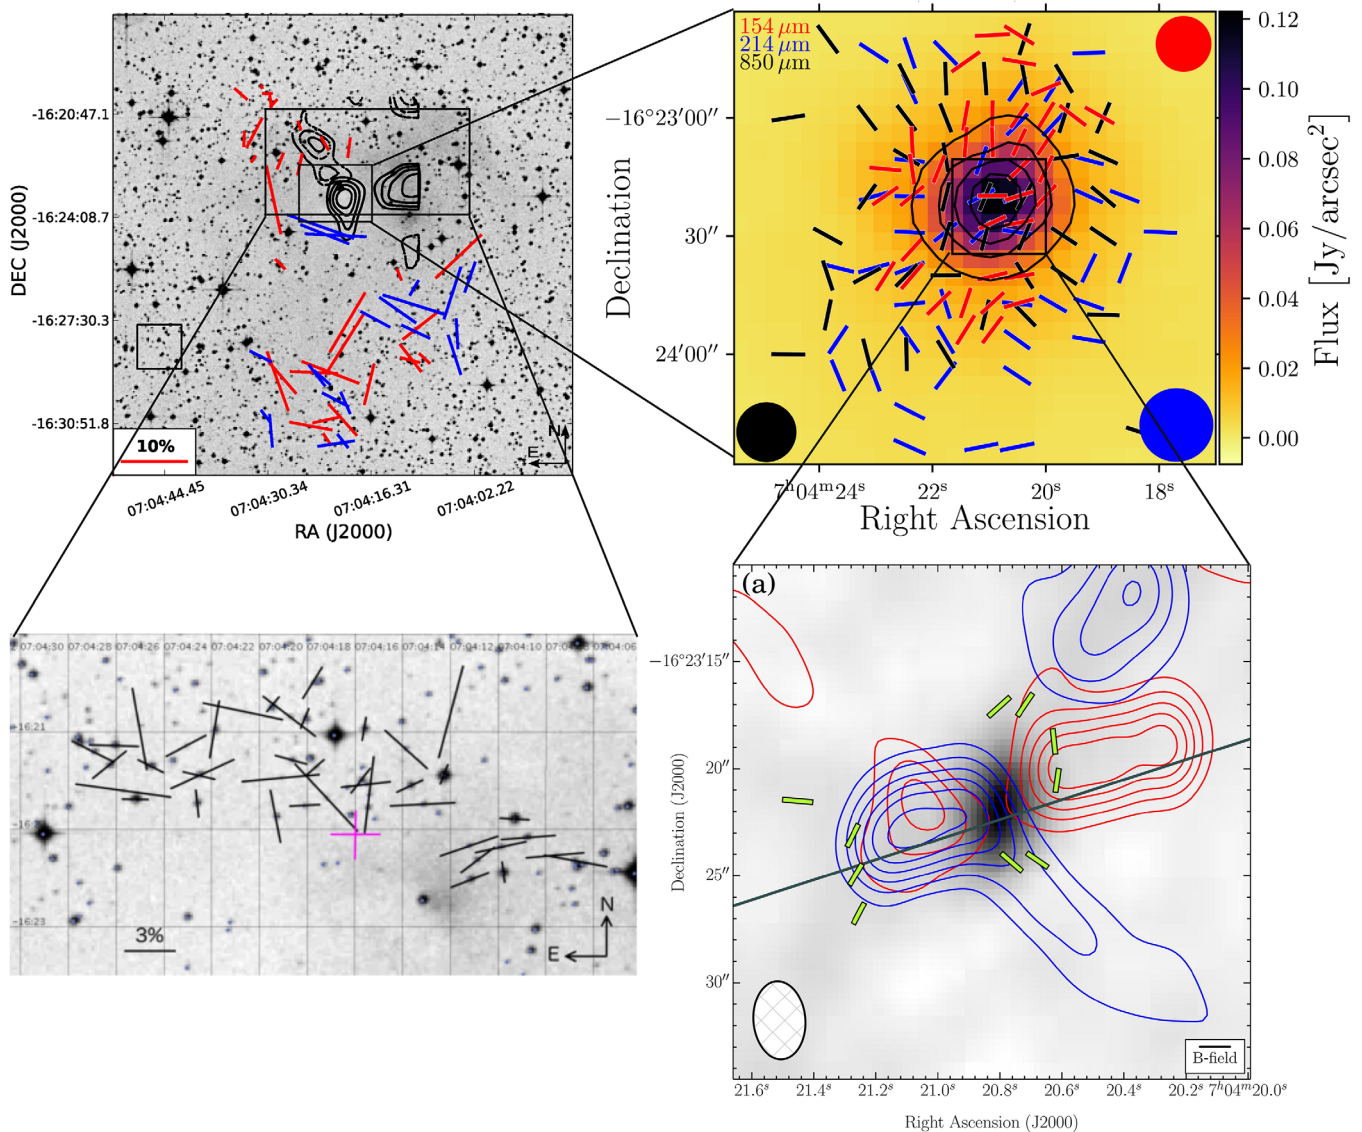 -16:20:47.1
-16:24:08.7
-16:27:30.3
-16:30:51.8
DEC (J2000)
10%
N
E
07:04:44.45 07:04:30.34 07:04:16.31 07:04:02.22
RA (J2000)
154 μm
214 μm
850 μm
−16°23′00″
30″
24′00″
Declination
7ʰ04ᵐ24ˢ 22ˢ 20ˢ 18ˢ
Right Ascension
0.12
0.10
0.08
0.06
0.04
0.02
0.00
Flux [Jy/arcsec²]
07:04:30 07:04:28 07:04:26 07:04:24 07:04:22 07:04:20 07:04:18 07:04:16 07:04:14 07:04:12 07:04:10 07:04:06
-16:21
-16:23
3%
N
E
(a)
−16°23′15″
20″
25″
30″
Declination (J2000)
B-field
21.6ˢ 21.4ˢ 21.2ˢ 21.0ˢ 20.8ˢ 20.6ˢ 20.4ˢ 20.2ˢ 7ʰ04ᵐ20.0ˢ
Right Ascension (J2000)